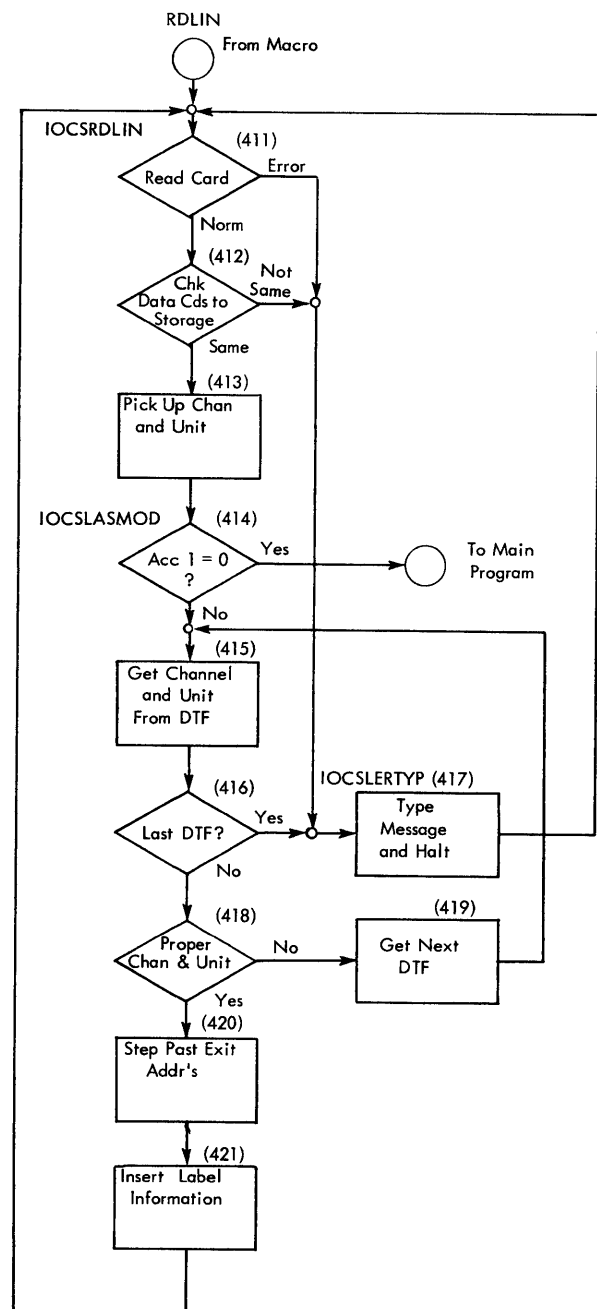 RDLIN
From Macro
IOCSRDLIN
(411)
Read Card
Error
Norm
(412)
Chk
Data Cds to
Storage
Not
Same
Same
(413)
Pick Up Chan
and Unit
IOCSLASMOD
(414)
Acc 1 = 0
?
Yes
To Main
Program
No
(415)
Get Channel
and Unit
From DTF
(416)
Last DTF?
Yes
IOCSLERTYP (417)
Type
Message
and Halt
No
(418)
Proper
Chan & Unit
No
(419)
Get Next
DTF
Yes
(420)
Step Past Exit
Addr's
(421)
Insert Label
Information